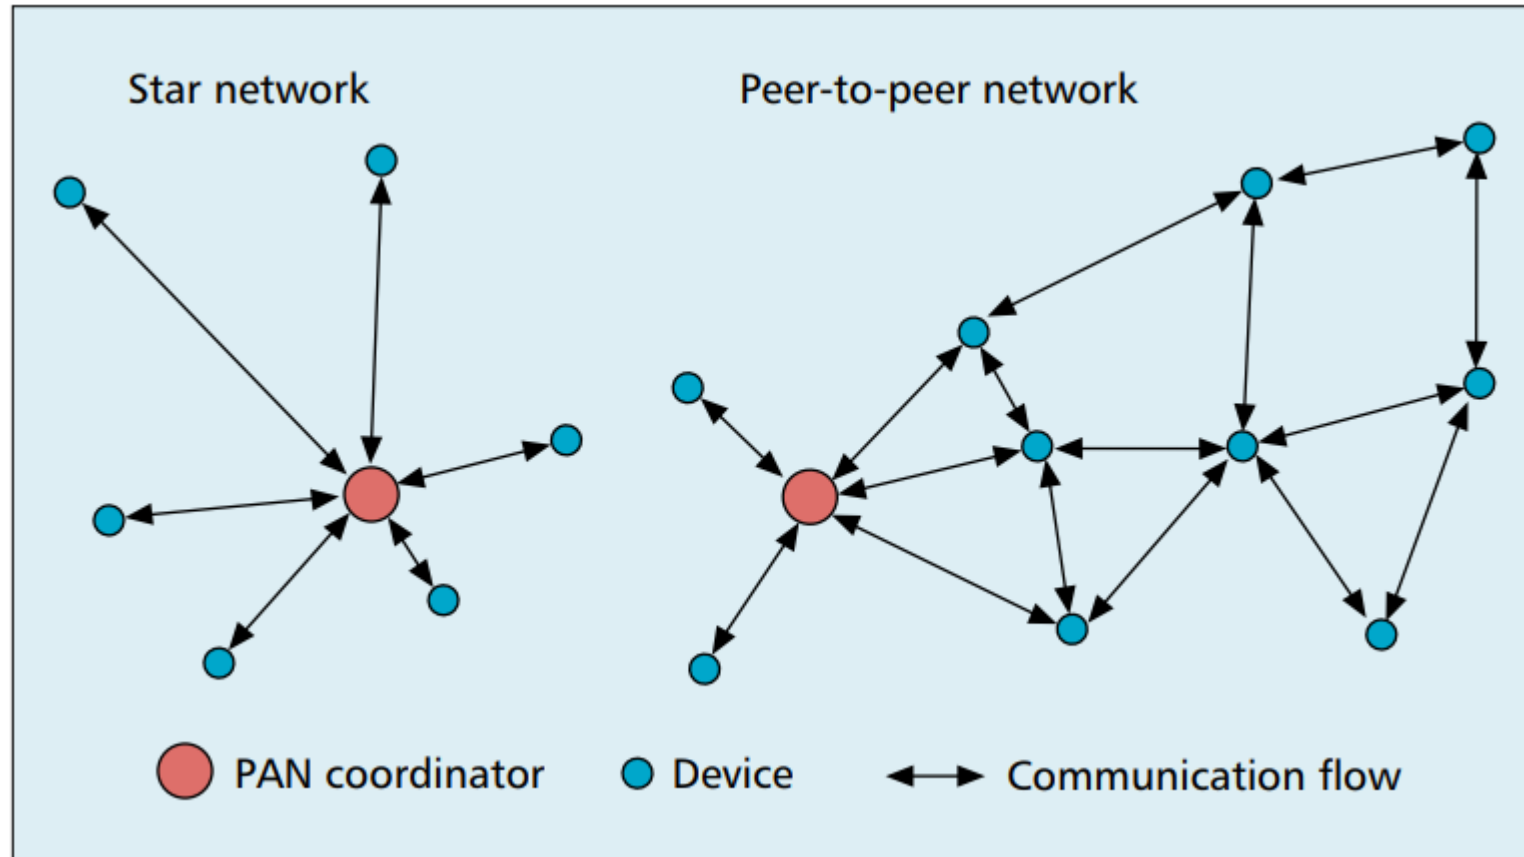 Star network
Peer-to-peer network
PAN coordinator
Device
Communication flow